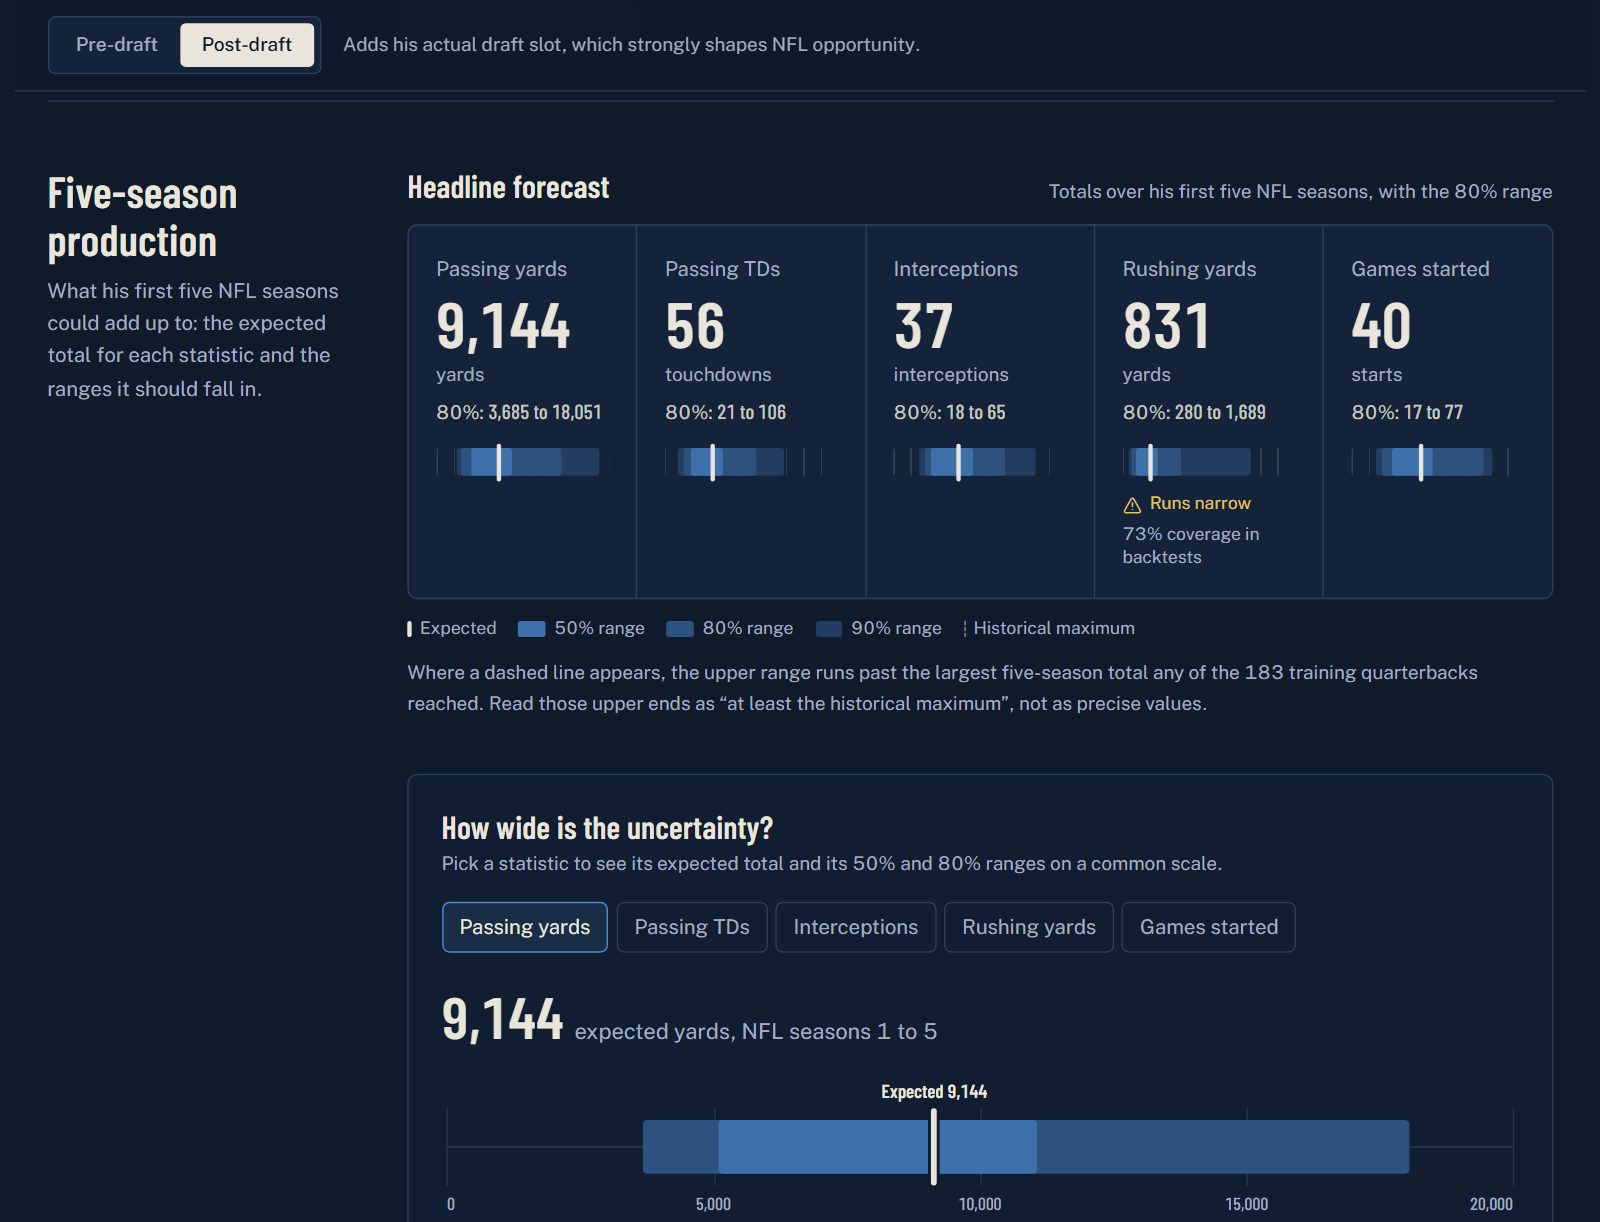 Pre-draft
Post-draft
Adds his actual draft slot, which strongly shapes NFL opportunity.
Five-season
production
What his first five NFL seasons
could add up to: the expected
total for each statistic and the
ranges it should fall in.
Headline forecast
Totals over his first five NFL seasons, with the 80% range
Passing yards
9,144
yards
80%: 3,685 to 18,051
Passing TDs
56
touchdowns
80%: 21 to 106
Interceptions
37
interceptions
80%: 18 to 65
Rushing yards
831
yards
80%: 280 to 1,689
Runs narrow
73% coverage in
backtests
Games started
40
starts
80%: 17 to 77
Expected
50% range
80% range
90% range
Historical maximum
Where a dashed line appears, the upper range runs past the largest five-season total any of the 183 training quarterbacks
reached. Read those upper ends as “at least the historical maximum”, not as precise values.
How wide is the uncertainty?
Pick a statistic to see its expected total and its 50% and 80% ranges on a common scale.
Passing yards
Passing TDs
Interceptions
Rushing yards
Games started
9,144 expected yards, NFL seasons 1 to 5
Expected 9,144
0
5,000
10,000
15,000
20,000